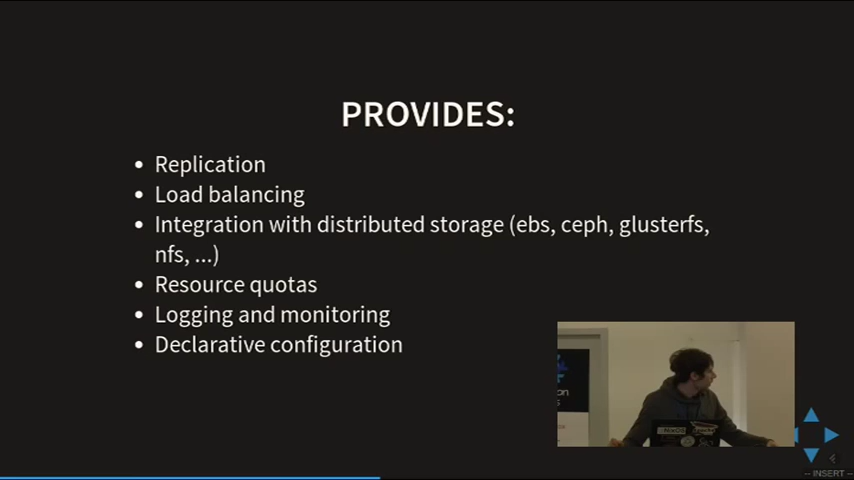 PROVIDES:
Replication
Load balancing
Integration with distributed storage (ebs, ceph, glusterfs,
nfs, ...)
Resource quotas
Logging and monitoring
Declarative configuration
-- INSERT --